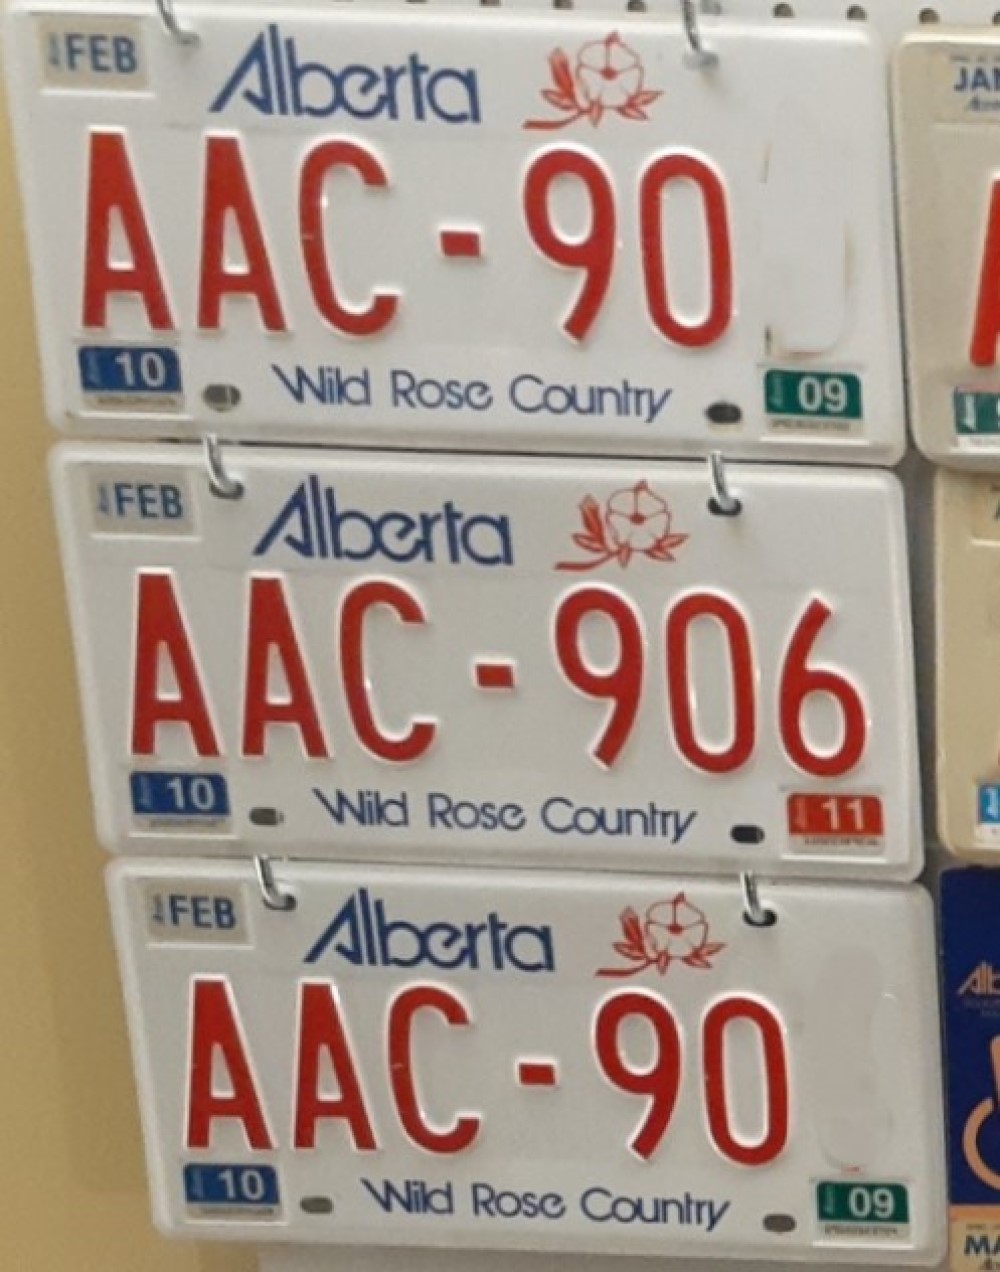 FEB Alberta
AAC-90
10 Wild Rose Country 09
FEB Alberta
AAC-906
10 Wild Rose Country 11
FEB Alberta
AAC-90
10 Wild Rose Country 09
JAN